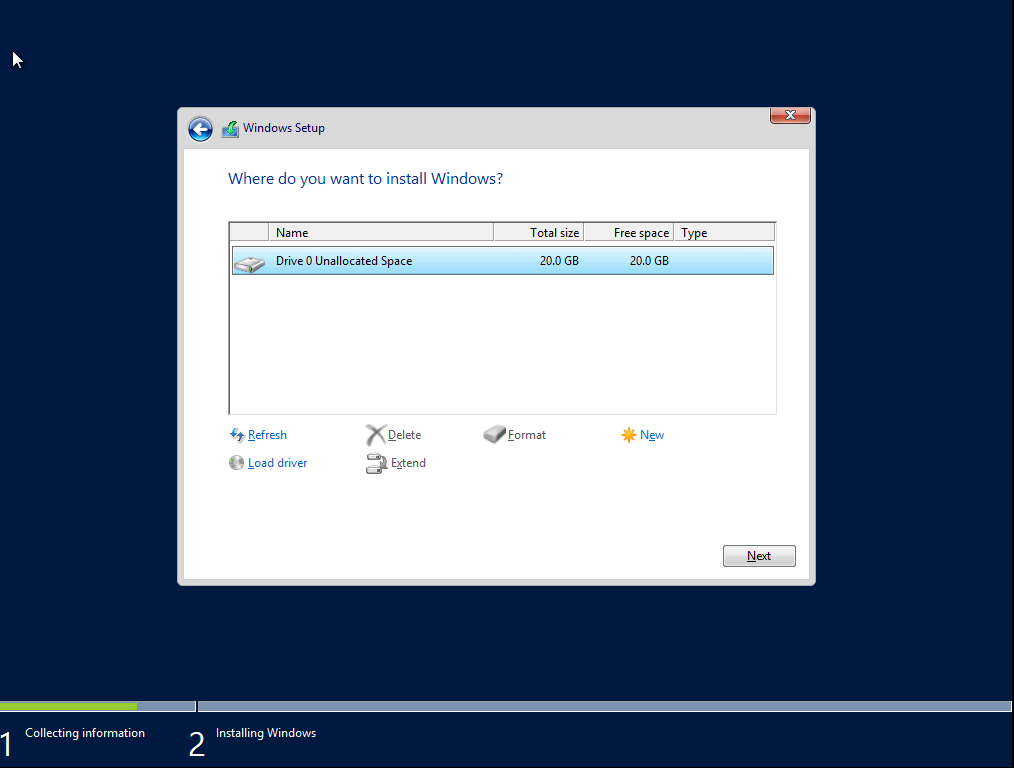 Windows Setup
Where do you want to install Windows?
Name Total size Free space Type
Drive 0 Unallocated Space 20.0 GB 20.0 GB
Refresh Delete Format New
Load driver Extend
Next
1 Collecting information 2 Installing Windows